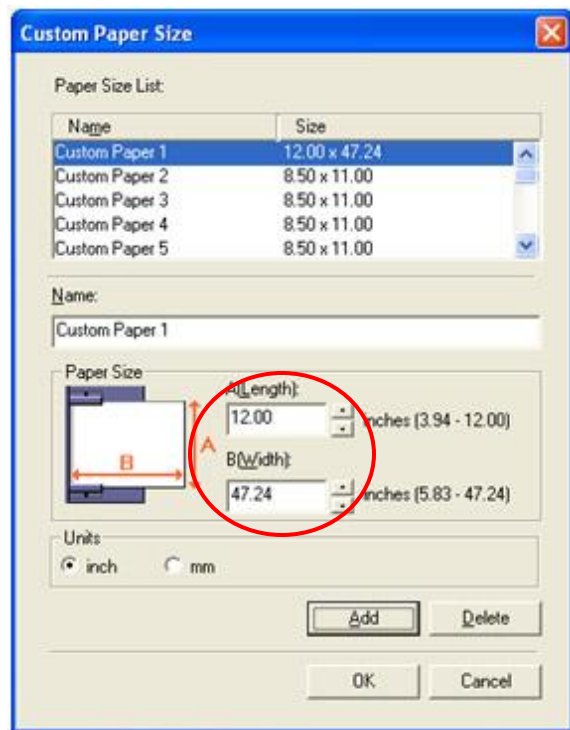 Custom Paper Size
Paper Size List:
Name Size
Custom Paper 1 12.00 x 47.24
Custom Paper 2 8.50 x 11.00
Custom Paper 3 8.50 x 11.00
Custom Paper 4 8.50 x 11.00
Custom Paper 5 8.50 x 11.00
Name:
Custom Paper 1
Paper Size
A(Length):
12.00 inches (3.94 - 12.00)
A
B
B(Width):
47.24 inches (5.83 - 47.24)
Units
inch mm
Add Delete
OK Cancel